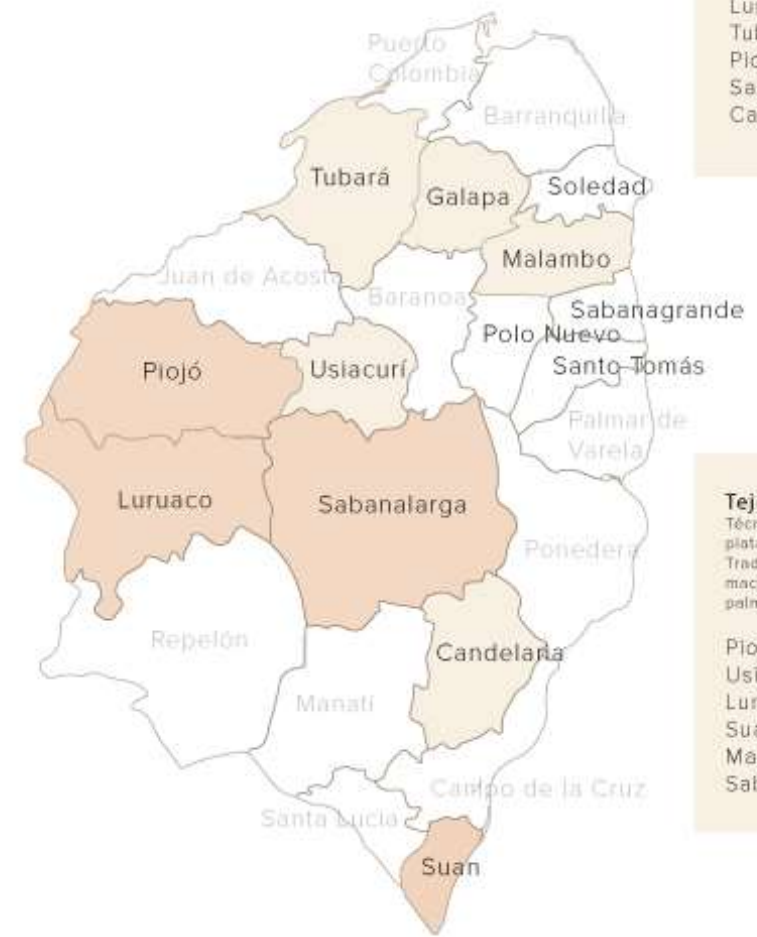 Puerto
Colombia
Barranquilla
Tubará
Galapa
Soledad
Malambo
Juan de Acosta
Baranoa
Sabanagrande
Polo Nuevo
Piojó
Usiacurí
Santo Tomás
Palmar de
Varela
Luruaco
Sabanalarga
Ponedera
Repelón
Candelaria
Manatí
Campo de la Cruz
Santa Lucia
Suan